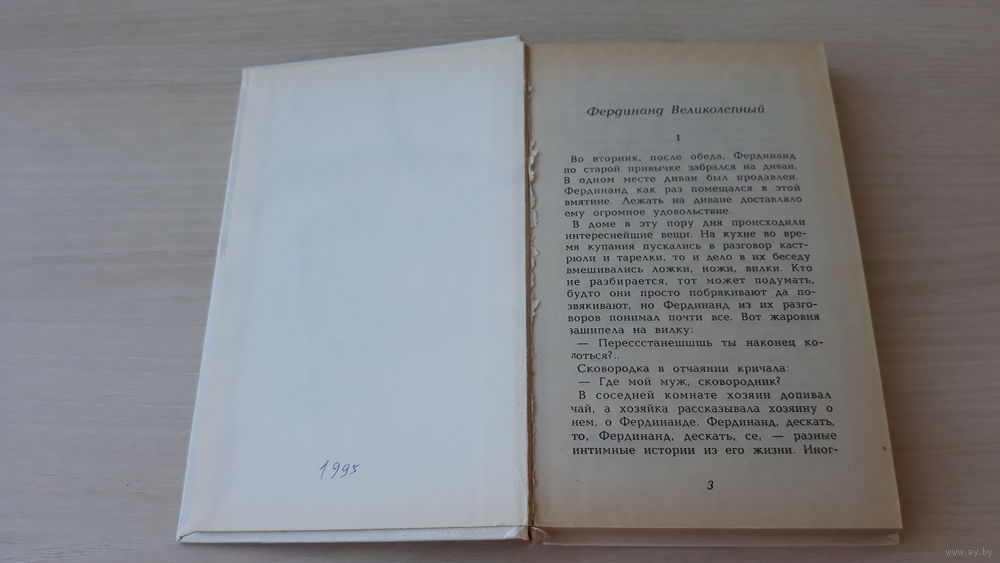 1995
Фердинанд Великолепный
1
Во вторник, после обеда, Фердинанд
по старой привычке забрался на диван.
В одном месте диван был продавлен.
Фердинанд как раз помещался в этой
вмятине. Лежать на диване доставляло
ему огромное удовольствие.
В доме в эту пору дня происходили
интереснейшие вещи. На кухне во вре-
мя купания пускались в разговор каст-
рюли и тарелки, то и дело в их беседу
вмешивались ложки, ножи, вилки. Кто
не разбирается, тот может подумать,
будто они просто побрякивают да по-
звякивают, но Фердинанд из их разго-
воров понимал почти все. Вот жаровня
зашипела на вилку:
— Перессстанешшшь ты наконец ко-
лоться?..
Сковородка в отчаянии кричала:
— Где мой муж, сковородник?
В соседней комнате хозяин допивал
чай, а хозяйка рассказывала хозяину о
нем, о Фердинанде. Фердинанд, дескать,
то, Фердинанд, дескать, се, — разные
интимные истории из его жизни. Иног-
3
www.ay.by